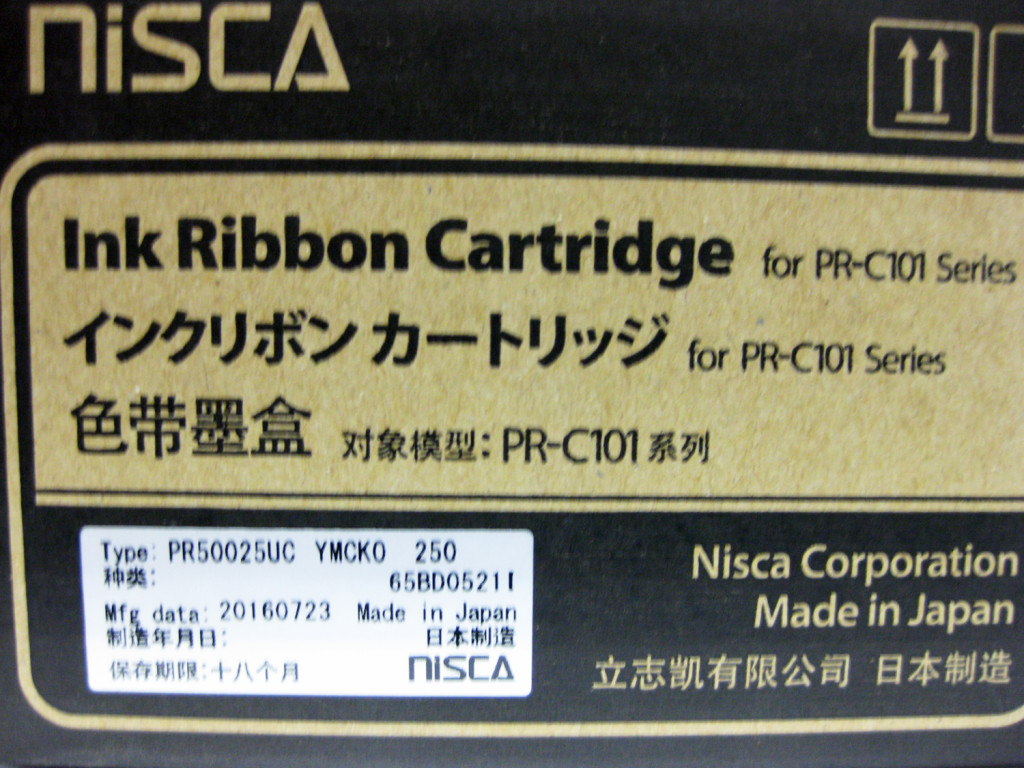 NiSCA
Ink Ribbon Cartridge for PR-C101 Series
インクリボン カートリッジ for PR-C101 Series
色带墨盒 对象模型: PR-C101 系列
Type: PR50025UC YMCKO 250
种类: 65BD0521I
Mfg data: 20160723 Made in Japan
制造年月日: 日本制造
保存期限:十八个月 NiSCA
Nisca Corporation
Made in Japan
立志凯有限公司 日本制造